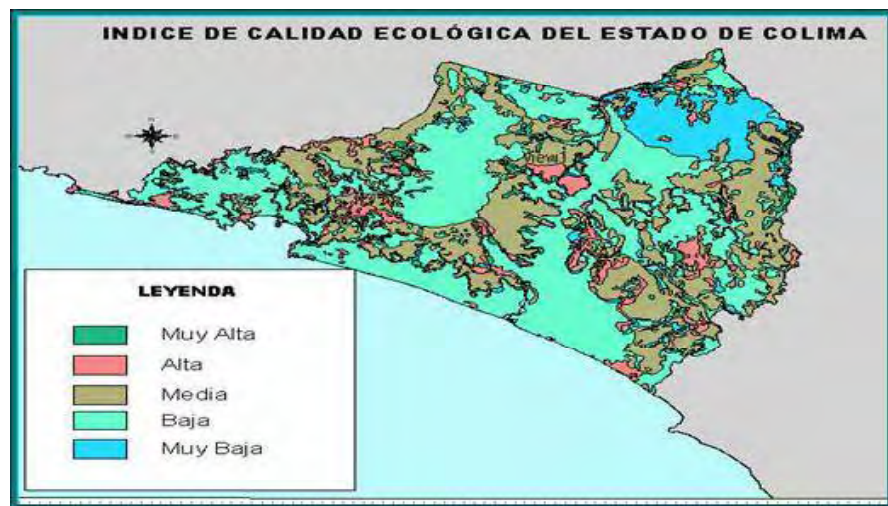 INDICE DE CALIDAD ECOLÓGICA DEL ESTADO DE COLIMA
LEYENDA
Muy Alta
Alta
Media
Baja
Muy Baja